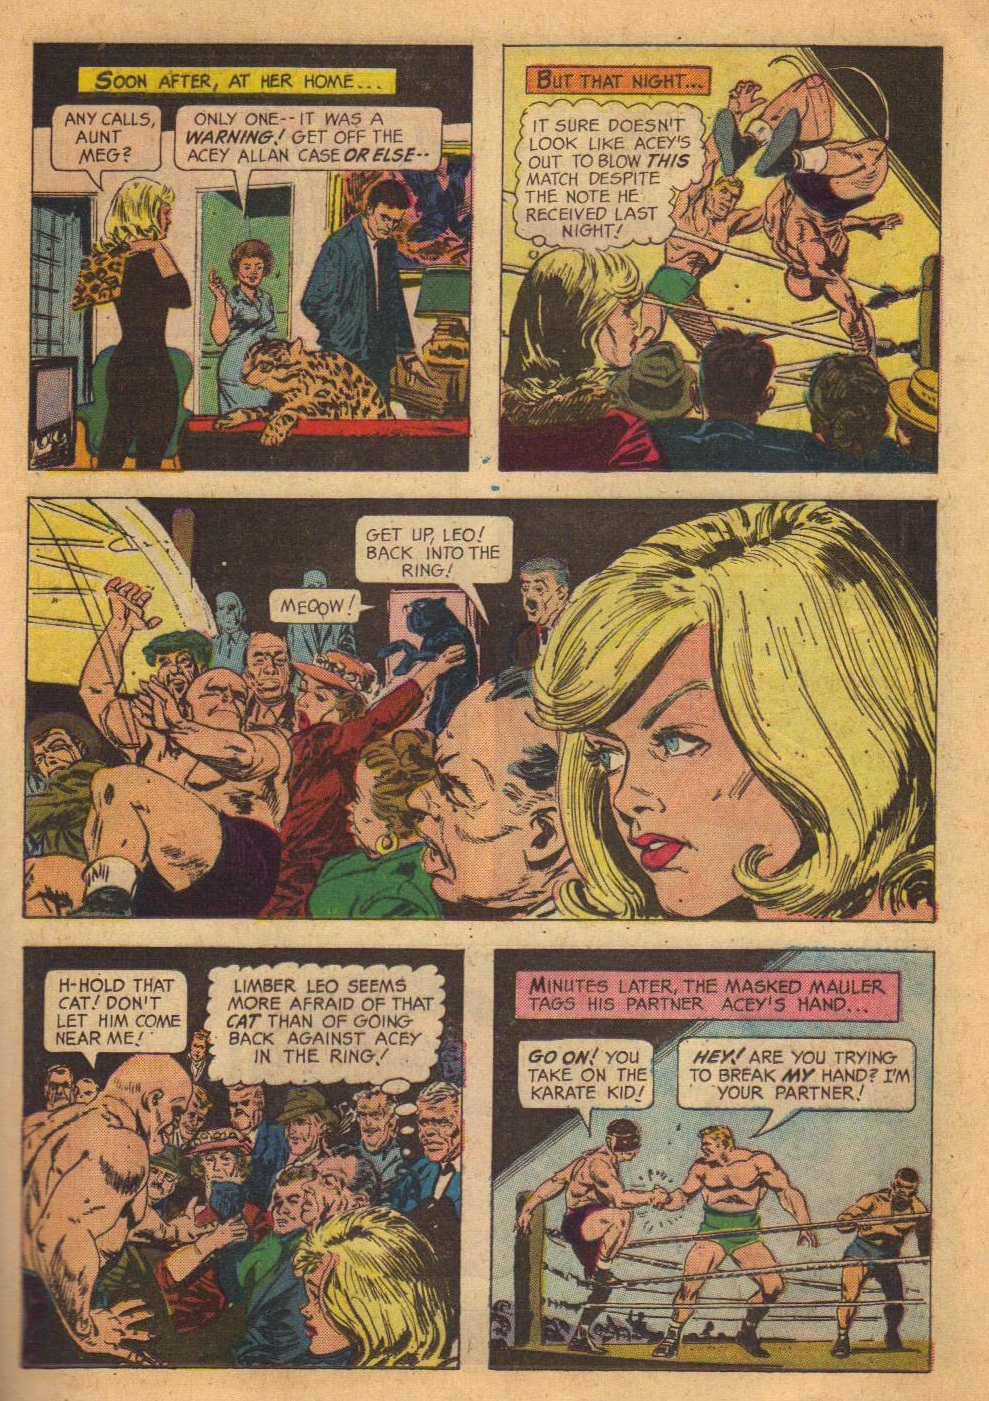 SOON AFTER, AT HER HOME...
ANY CALLS,
AUNT
MEG?
ONLY ONE-- IT WAS A
WARNING! GET OFF THE
ACEY ALLAN CASE OR ELSE--
BUT THAT NIGHT...
IT SURE DOESN'T
LOOK LIKE ACEY'S
OUT TO BLOW THIS
MATCH DESPITE
THE NOTE HE
RECEIVED LAST
NIGHT!
GET UP, LEO!
BACK INTO THE
RING!
MEOOW!
H-HOLD THAT
CAT! DON'T
LET HIM COME
NEAR ME!
LIMBER LEO SEEMS
MORE AFRAID OF THAT
CAT THAN OF GOING
BACK AGAINST ACEY
IN THE RING!
MINUTES LATER, THE MASKED MAULER
TAGS HIS PARTNER ACEY'S HAND...
GO ON! YOU
TAKE ON THE
KARATE KID!
HEY! ARE YOU TRYING
TO BREAK MY HAND? I'M
YOUR PARTNER!